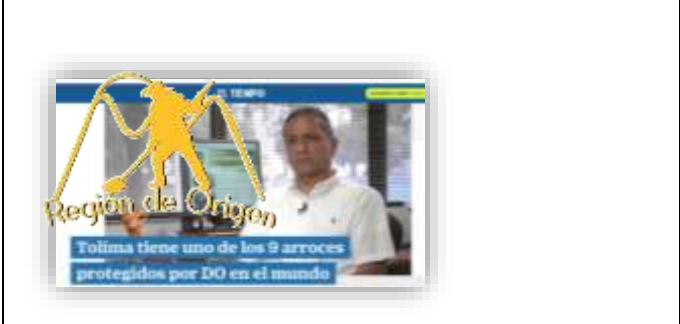 EL TIEMPO
Región de Origen
Tolima tiene uno de los 9 arroces
protegidos por DO en el mundo